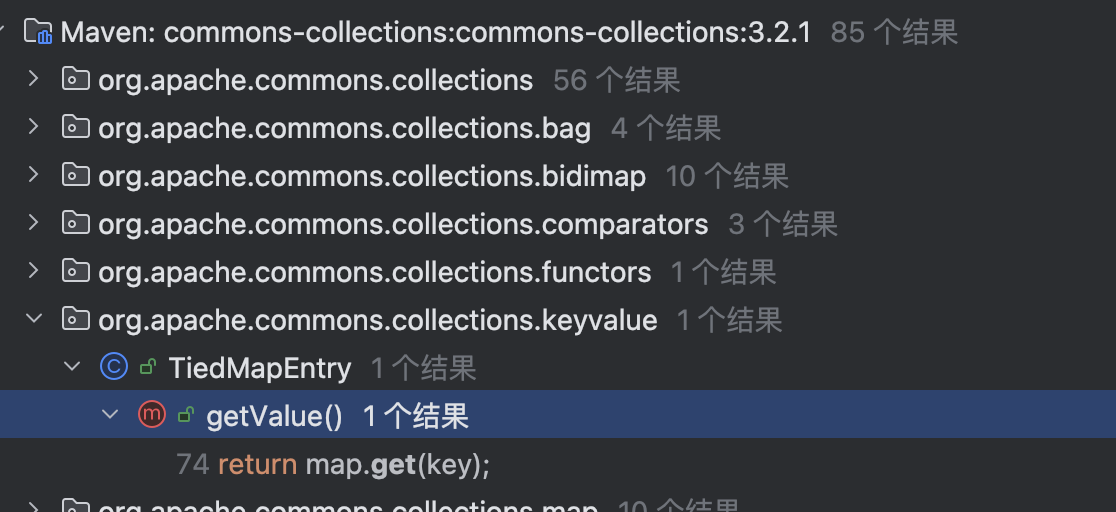 Maven: commons-collections:commons-collections:3.2.1 85 个结果
org.apache.commons.collections 56 个结果
org.apache.commons.collections.bag 4 个结果
org.apache.commons.collections.bidimap 10 个结果
org.apache.commons.collections.comparators 3 个结果
org.apache.commons.collections.functors 1 个结果
org.apache.commons.collections.keyvalue 1 个结果
TiedMapEntry 1 个结果
getValue() 1 个结果
74 return map.get(key);
org.apache.commons.collections.map 10 个结果